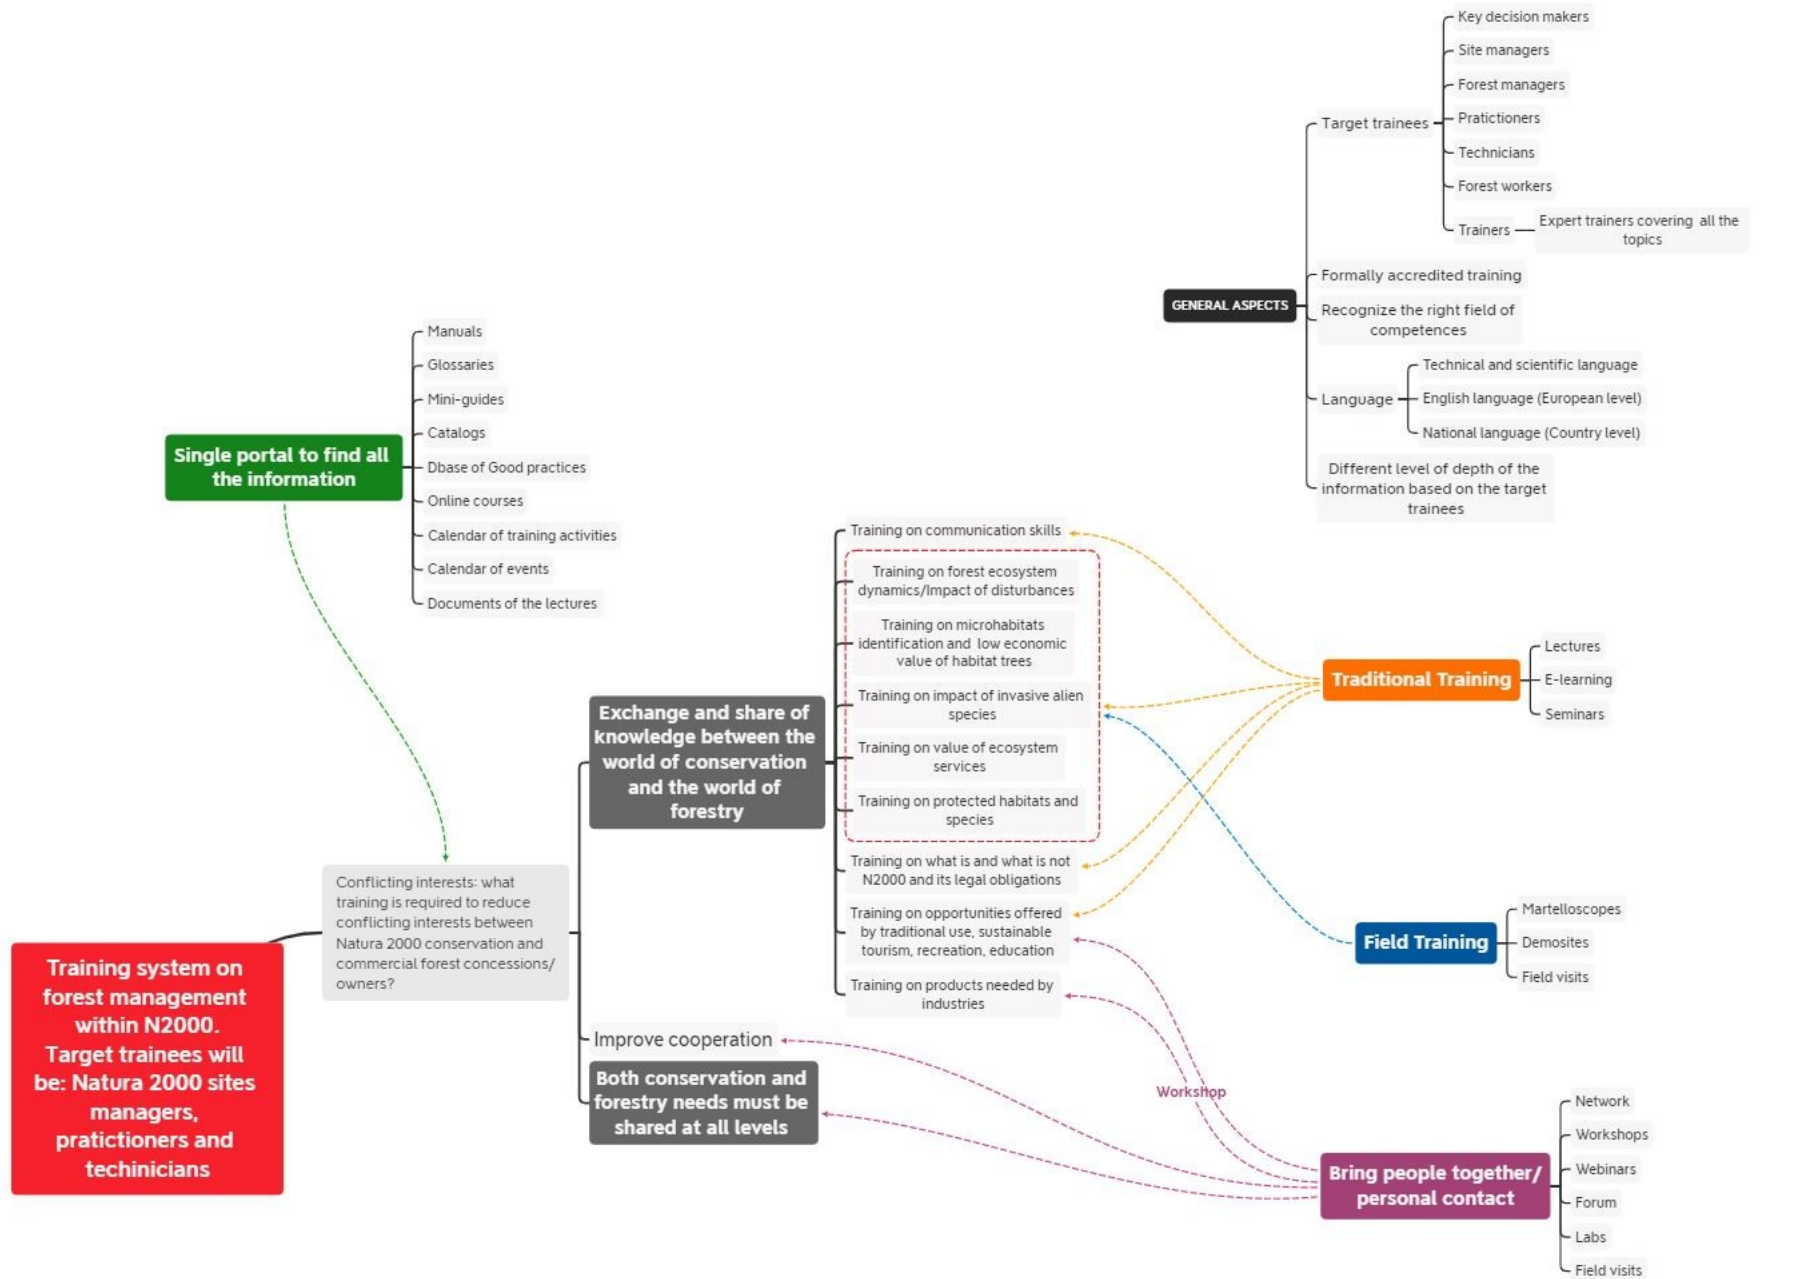 Key decision makers
Site managers
Forest managers
Target trainees
Pratictioners
Technicians
Forest workers
Trainers
Expert trainers covering all the
topics
Formally accredited training
GENERAL ASPECTS
Recognize the right field of
competences
Language
Technical and scientific language
English language (European level)
National language (Country level)
Different level of depth of the
information based on the target
trainees
Single portal to find all
the information
Manuals
Glossaries
Mini-guides
Catalogs
Dbase of Good practices
Online courses
Calendar of training activities
Calendar of events
Documents of the lectures
Training system on
forest management
within N2000.
Target trainees will
be: Natura 2000 sites
managers,
pratictioners and
techinicians
Conflicting interests: what
training is required to reduce
conflicting interests between
Natura 2000 conservation and
commercial forest concessions/
owners?
Exchange and share of
knowledge between the
world of conservation
and the world of
forestry
Training on communication skills
Training on forest ecosystem
dynamics/Impact of disturbances
Training on microhabitats
identification and low economic
value of habitat trees
Training on impact of invasive alien
species
Training on value of ecosystem
services
Training on protected habitats and
species
Training on what is and what is not
N2000 and its legal obligations
Training on opportunities offered
by traditional use, sustainable
tourism, recreation, education
Training on products needed by
industries
Improve cooperation
Both conservation and
forestry needs must be
shared at all levels
Traditional Training
Lectures
E-learning
Seminars
Field Training
Martelloscopes
Demosites
Field visits
Workshop
Bring people together/
personal contact
Network
Workshops
Webinars
Forum
Labs
Field visits